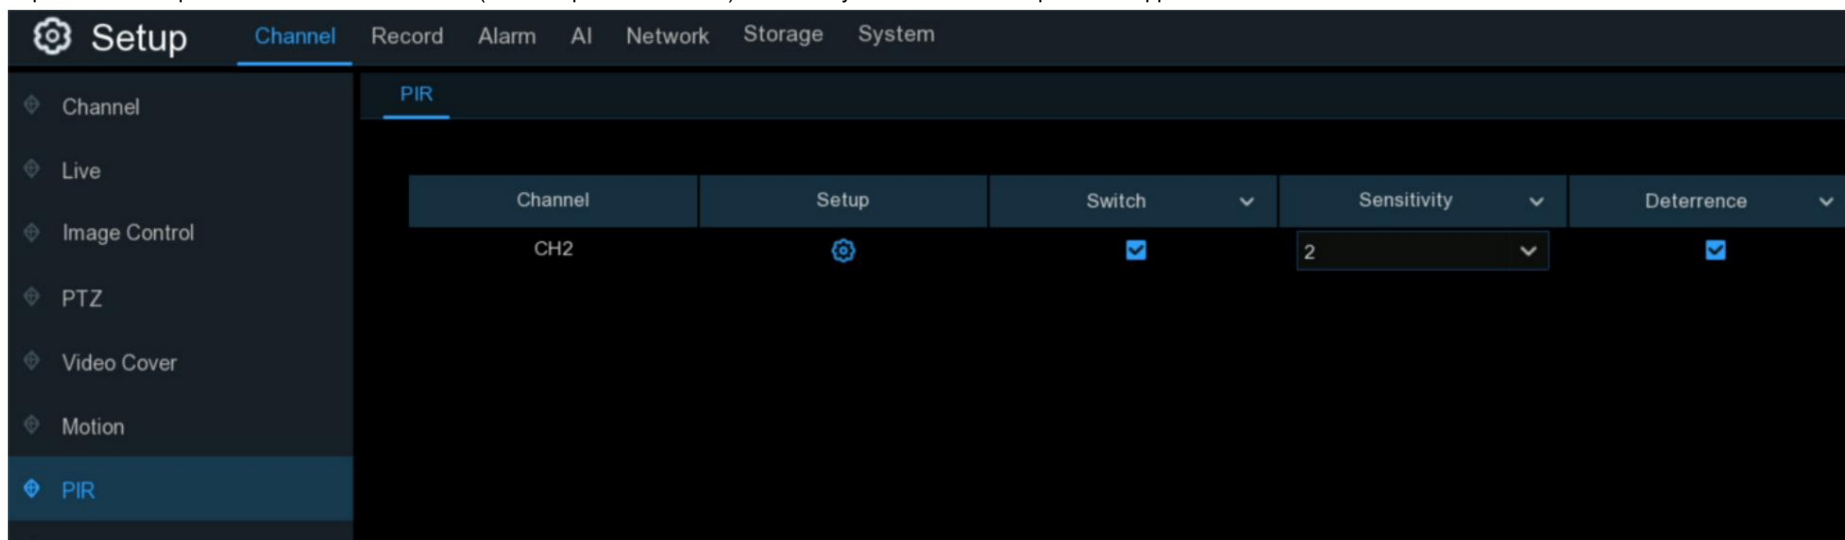 Setup Channel Record Alarm AI Network Storage System
Channel
Live
Image Control
PTZ
Video Cover
Motion
PIR
PIR
Channel Setup Switch Sensitivity Deterrence
CH2 2